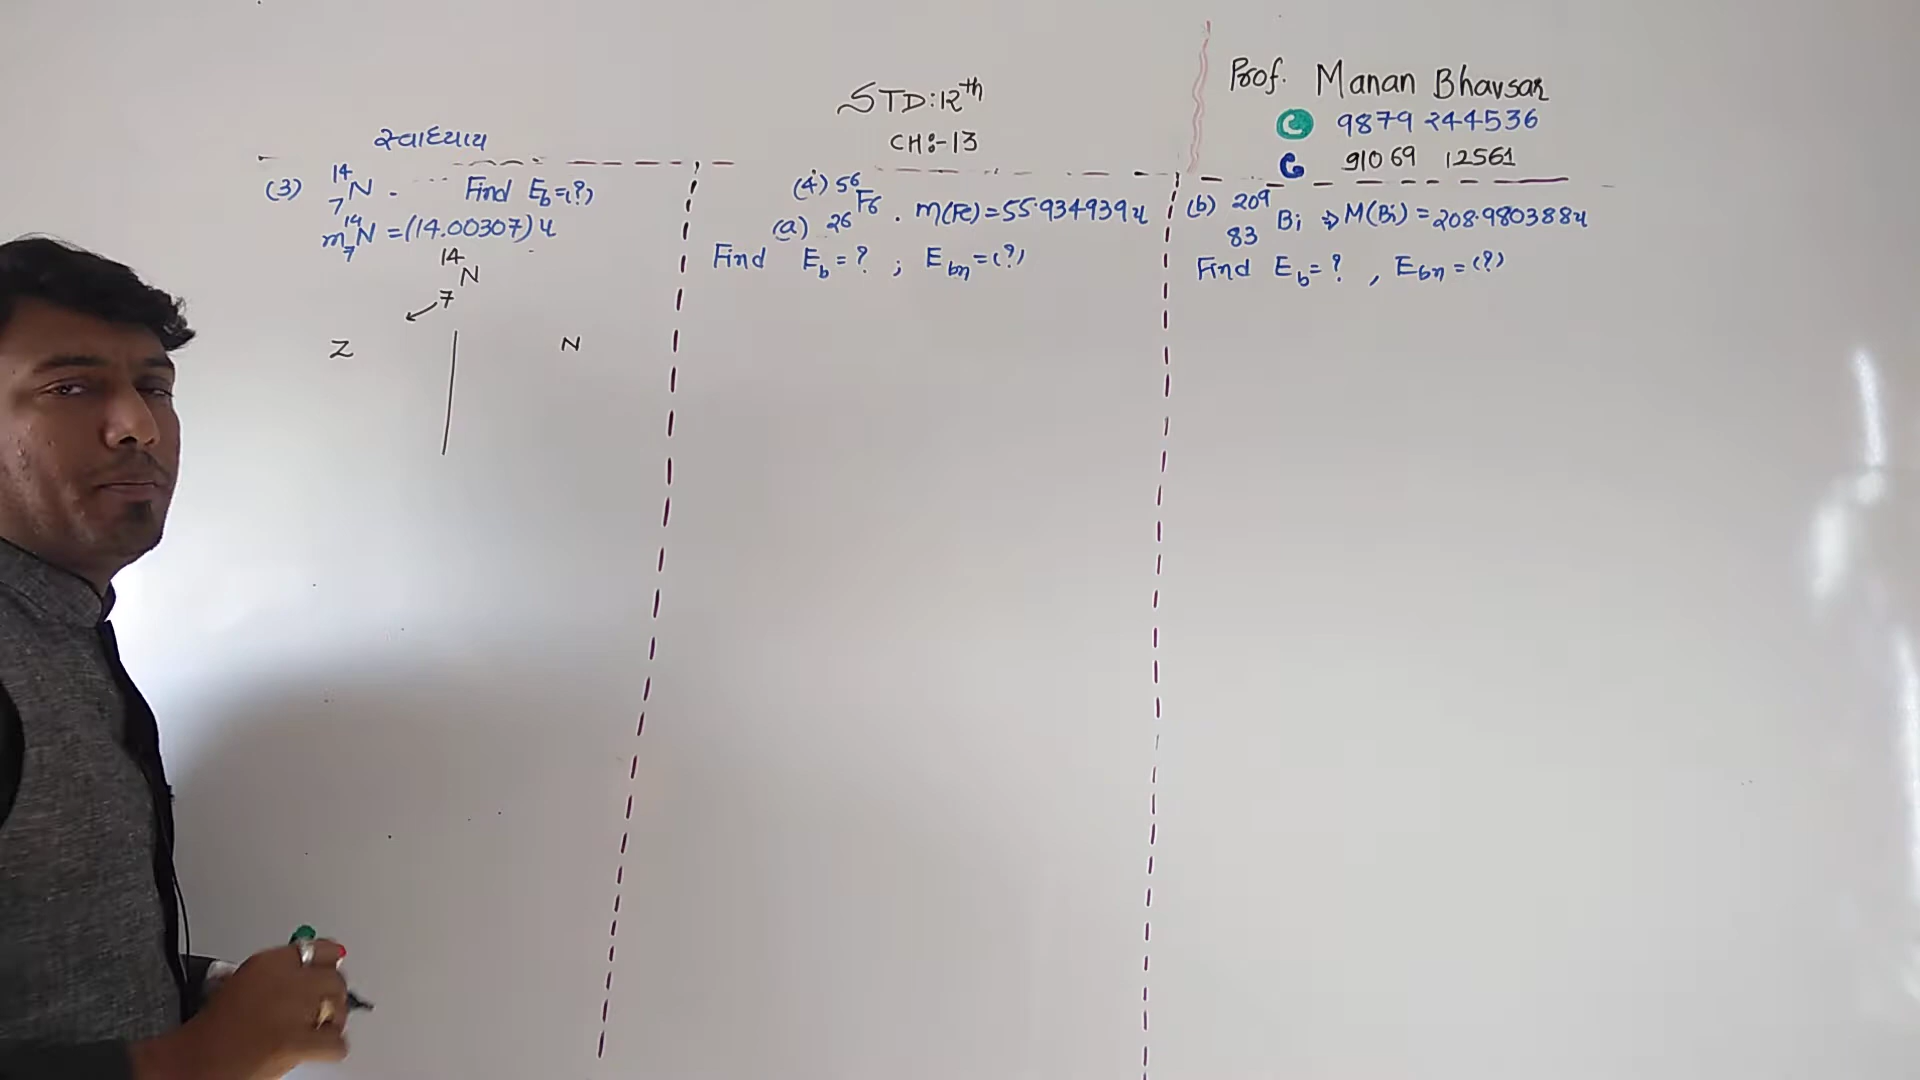 STD:12th
CH:-13
Prof. Manan Bhavsar
9879 244536
91069 12561
સ્વાધ્યાય
(3) 14 7 N - Find Eb=(?)
m 14 7 N =(14.00307) u
14
N
7
Z N
(4) 56
(a) 26 Fe . m(Fe)=55.934939u
Find Eb=? ; Ebn=(?)
(b) 209 83 Bi ⇒ M(Bi)=208.980388u
Find Eb=? , Ebn=(?)